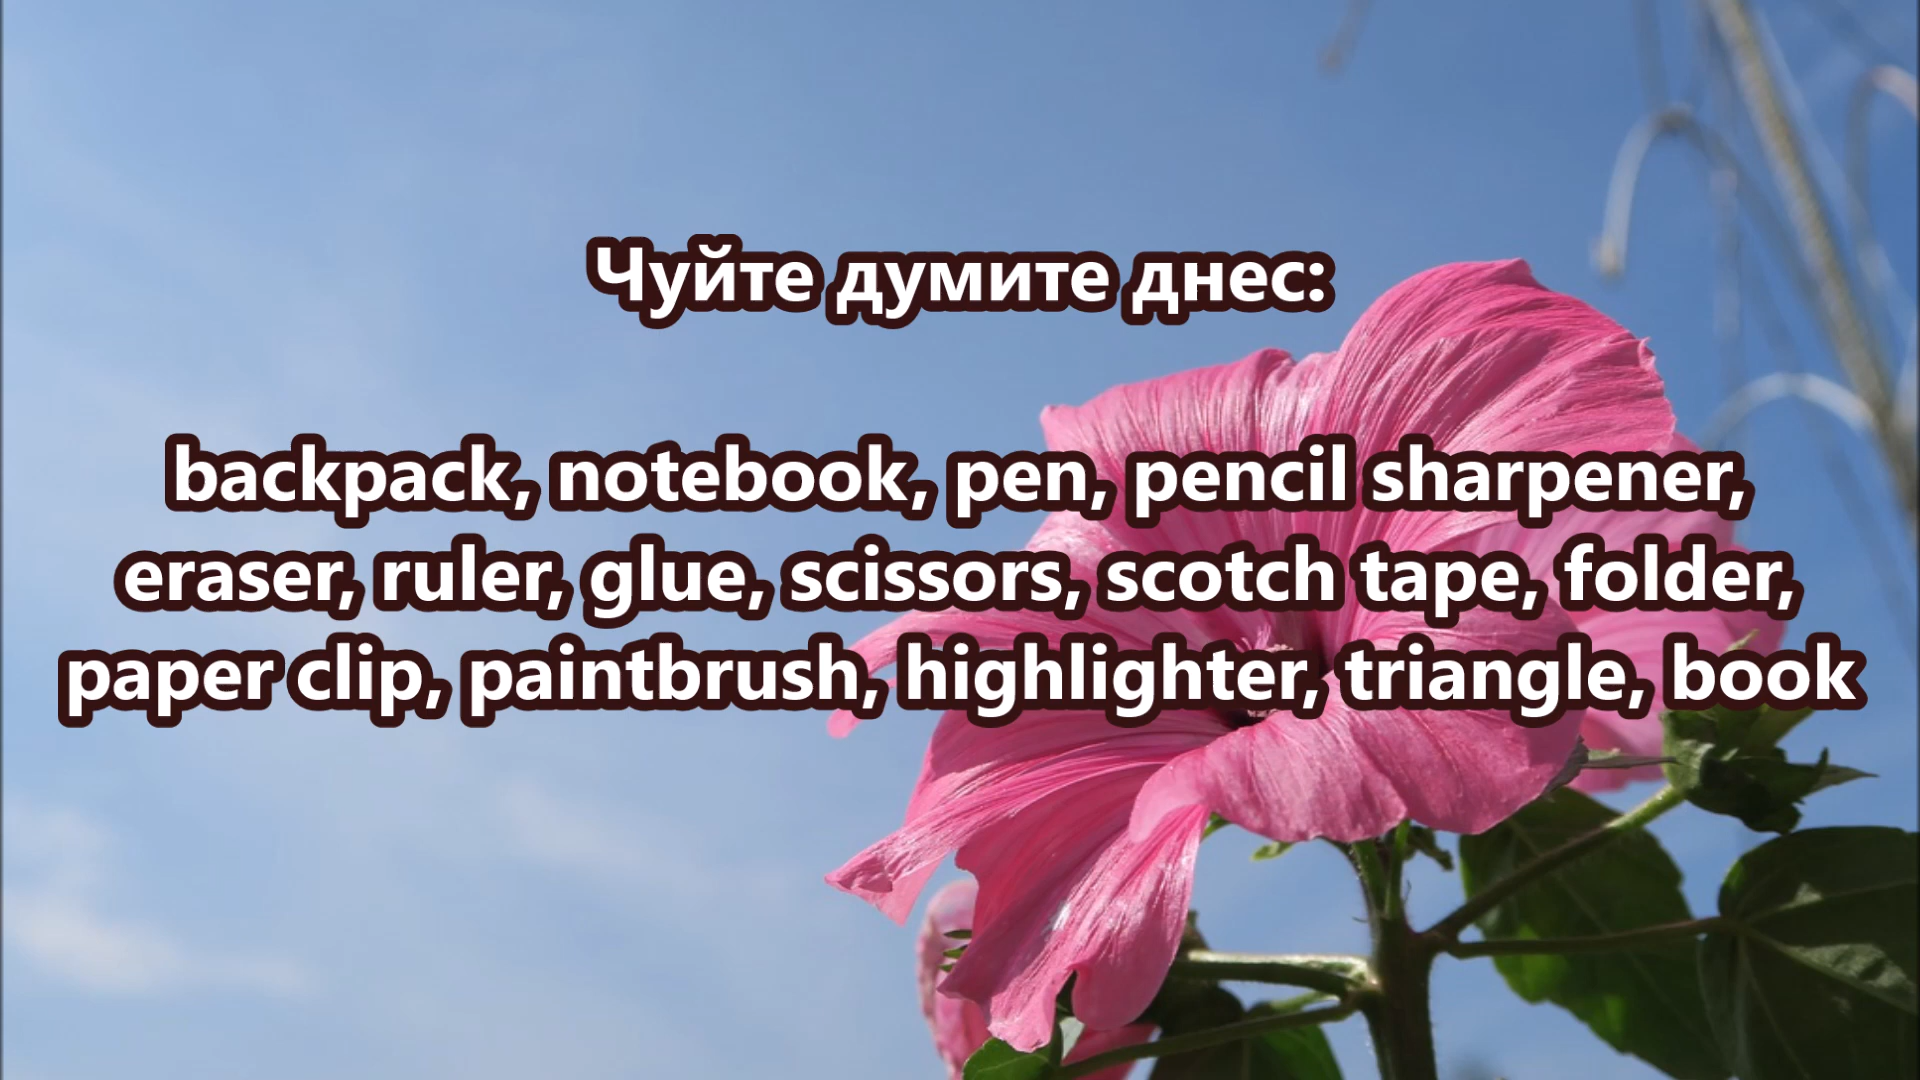 Чуйте думите днес:
backpack, notebook, pen, pencil sharpener,
eraser, ruler, glue, scissors, scotch tape, folder,
paper clip, paintbrush, highlighter, triangle, book